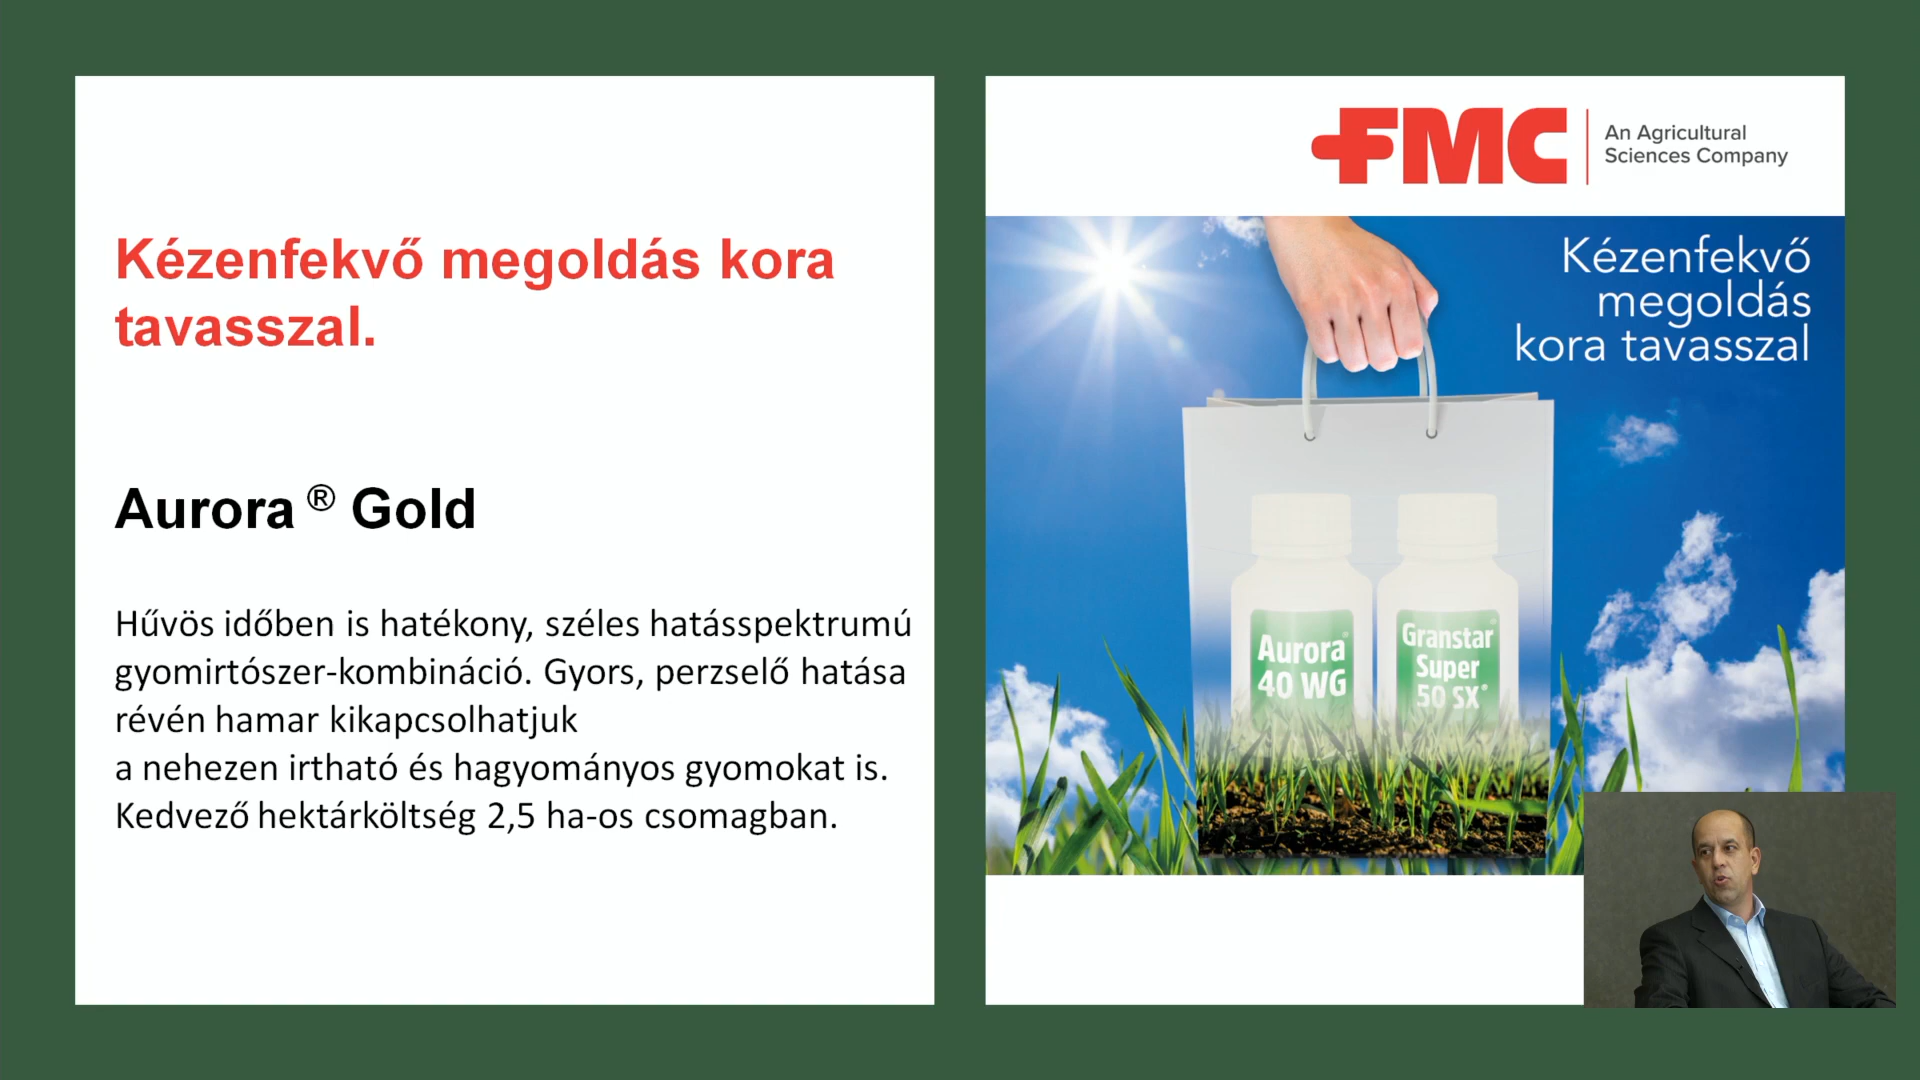 Kézenfekvő megoldás kora
tavasszal.
Aurora ® Gold
Hűvös időben is hatékony, széles hatásspektrumú
gyomirtószer-kombináció. Gyors, perzselő hatása
révén hamar kikapcsolhatjuk
a nehezen irtható és hagyományos gyomokat is.
Kedvező hektárköltség 2,5 ha-os csomagban.
FMC
An Agricultural
Sciences Company
Kézenfekvő
megoldás
kora tavasszal
Aurora®
40 WG
Granstar®
Super
50 SX®